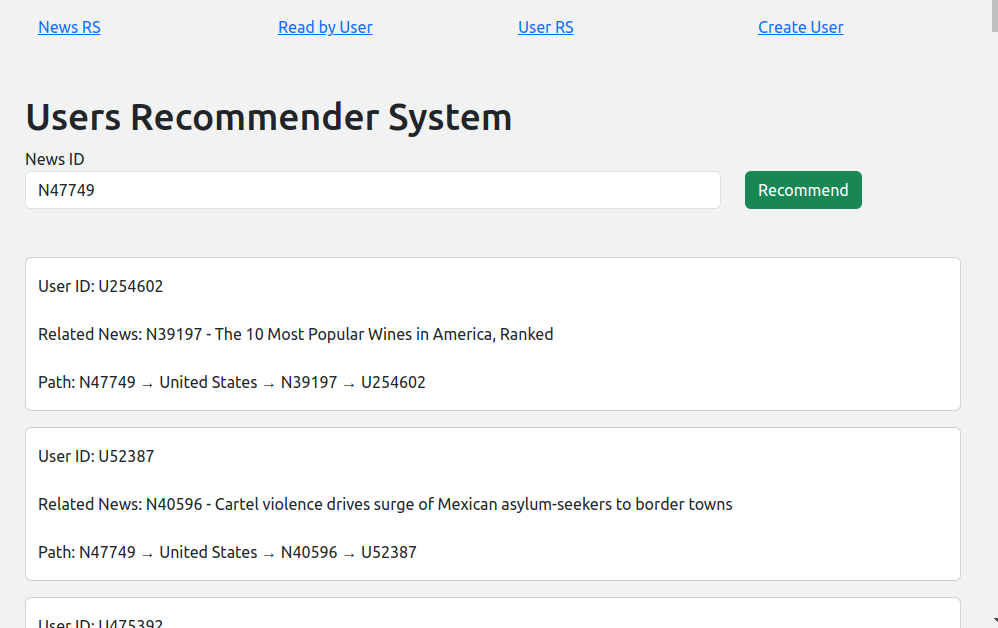 News RS Read by User User RS Create User
Users Recommender System
News ID
N47749 Recommend
User ID: U254602
Related News: N39197 - The 10 Most Popular Wines in America, Ranked
Path: N47749 → United States → N39197 → U254602
User ID: U52387
Related News: N40596 - Cartel violence drives surge of Mexican asylum-seekers to border towns
Path: N47749 → United States → N40596 → U52387
User ID: U475392